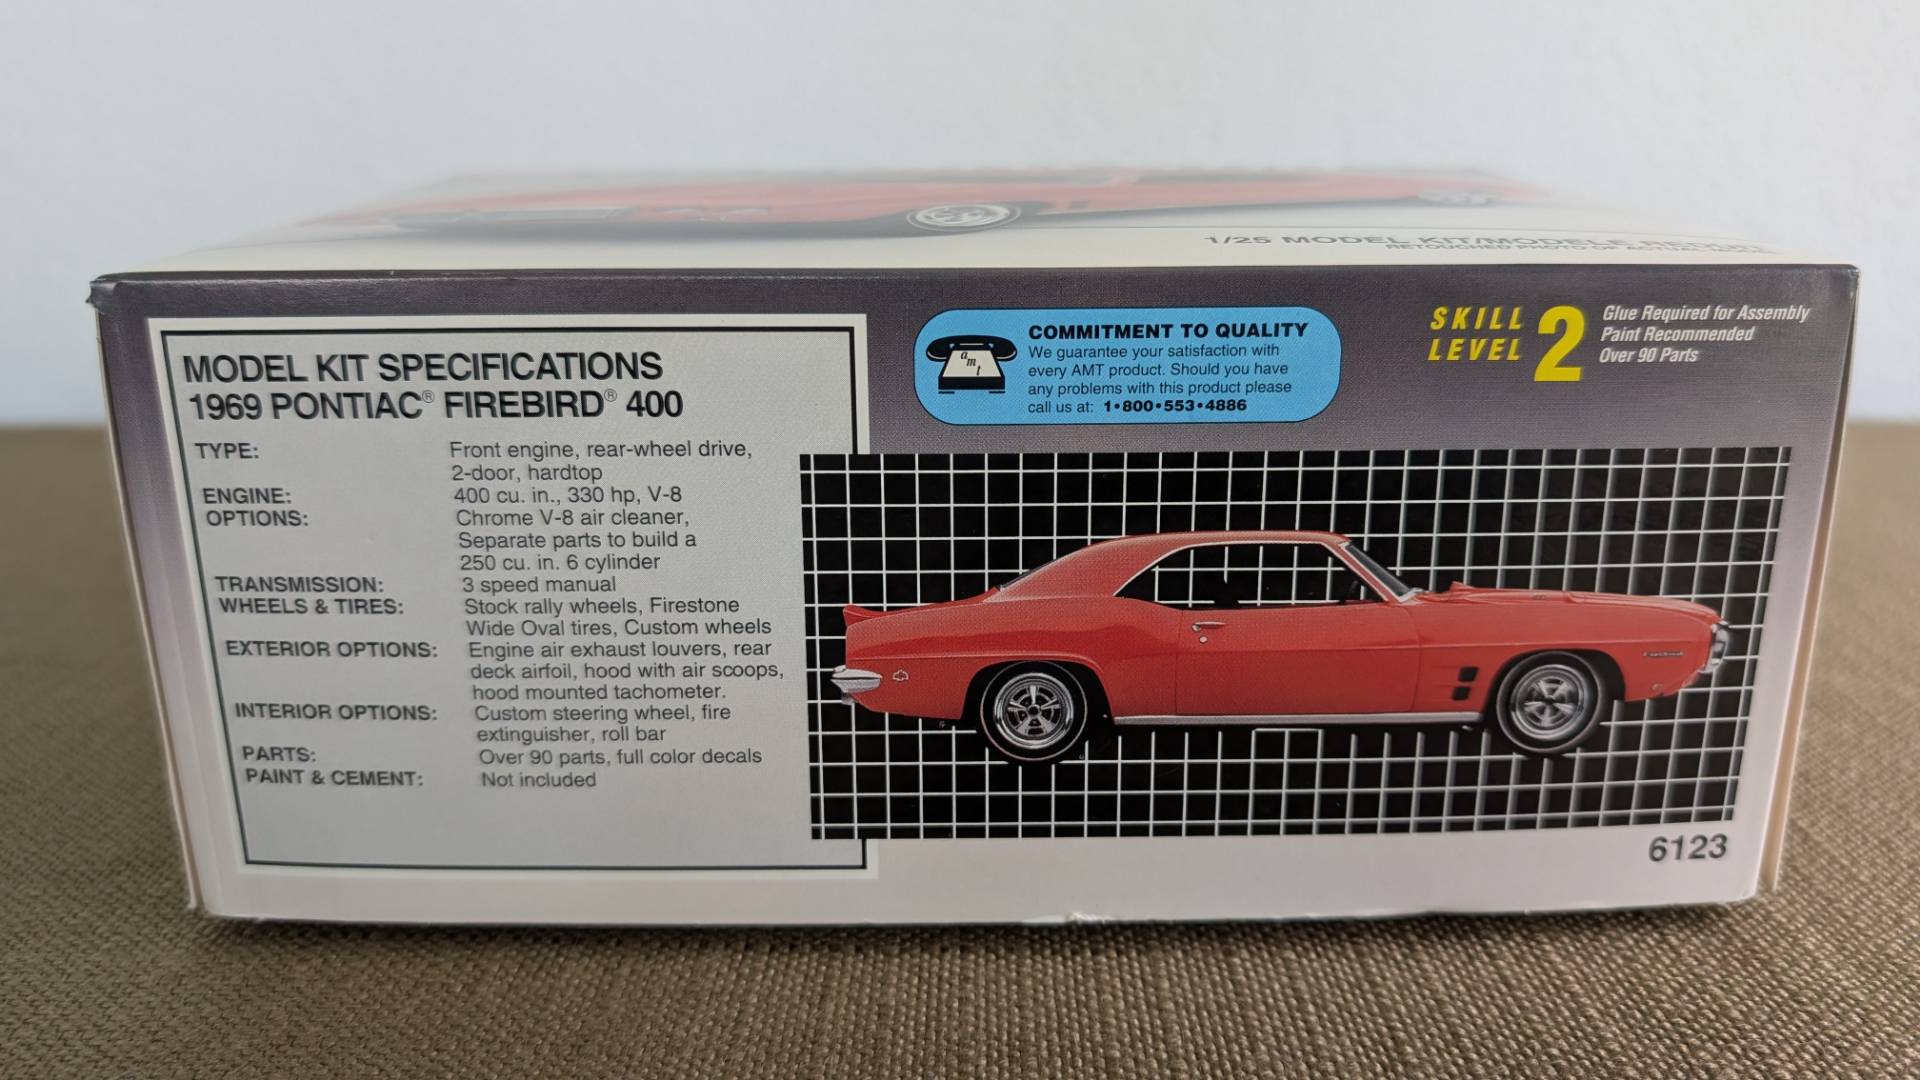 1/25 MODEL KIT/MODELE REDUIT
RETOUCHED PHOTO OF ACTUAL MODEL
MODEL KIT SPECIFICATIONS
1969 PONTIAC® FIREBIRD® 400
TYPE: Front engine, rear-wheel drive,
2-door, hardtop
ENGINE: 400 cu. in., 330 hp, V-8
OPTIONS: Chrome V-8 air cleaner,
Separate parts to build a
250 cu. in. 6 cylinder
TRANSMISSION: 3 speed manual
WHEELS & TIRES: Stock rally wheels, Firestone
Wide Oval tires, Custom wheels
EXTERIOR OPTIONS: Engine air exhaust louvers, rear
deck airfoil, hood with air scoops,
hood mounted tachometer.
INTERIOR OPTIONS: Custom steering wheel, fire
extinguisher, roll bar
PARTS: Over 90 parts, full color decals
PAINT & CEMENT: Not included
amt
COMMITMENT TO QUALITY
We guarantee your satisfaction with
every AMT product. Should you have
any problems with this product please
call us at: 1•800•553•4886
SKILL
LEVEL 2
Glue Required for Assembly
Paint Recommended
Over 90 Parts
6123